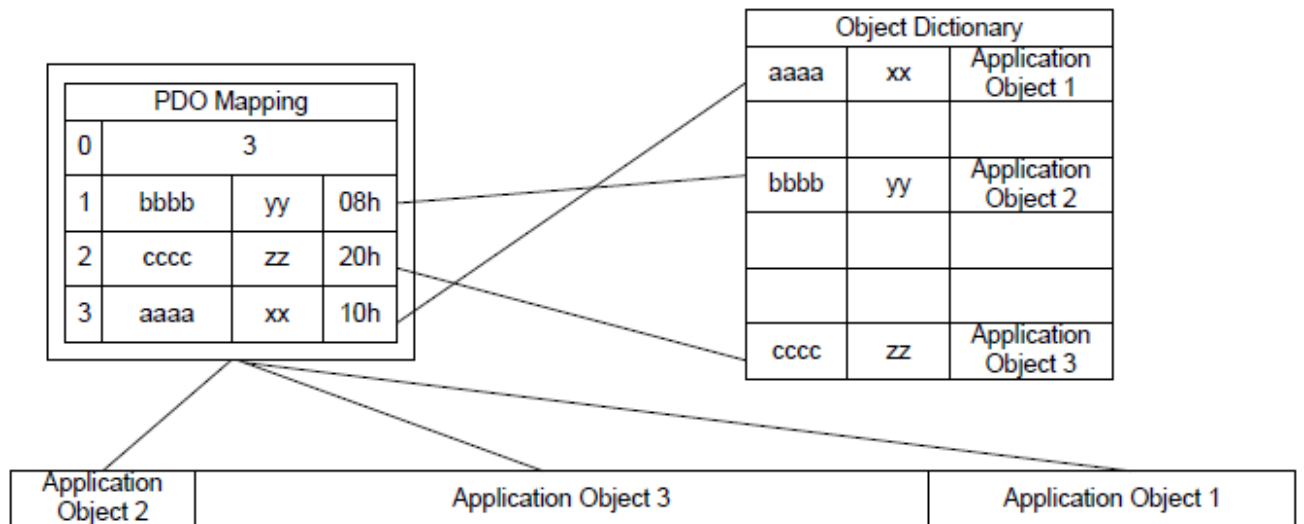 Object Dictionary
aaaa xx Application
Object 1
PDO Mapping
0 3
bbbb yy Application
Object 2
1 bbbb yy 08h
2 cccc zz 20h
3 aaaa xx 10h
cccc zz Application
Object 3
Application
Object 2
Application Object 3
Application Object 1